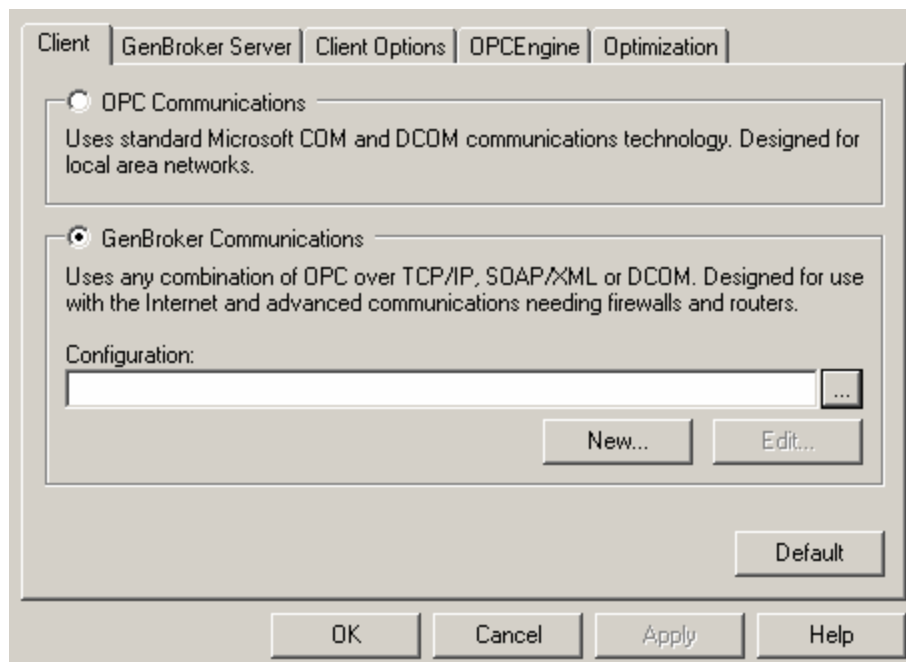 Client
GenBroker Server
Client Options
OPCEngine
Optimization
OPC Communications
Uses standard Microsoft COM and DCOM communications technology. Designed for
local area networks.
GenBroker Communications
Uses any combination of OPC over TCP/IP, SOAP/XML or DCOM. Designed for use
with the Internet and advanced communications needing firewalls and routers.
Configuration:
...
New...
Edit...
Default
OK
Cancel
Apply
Help